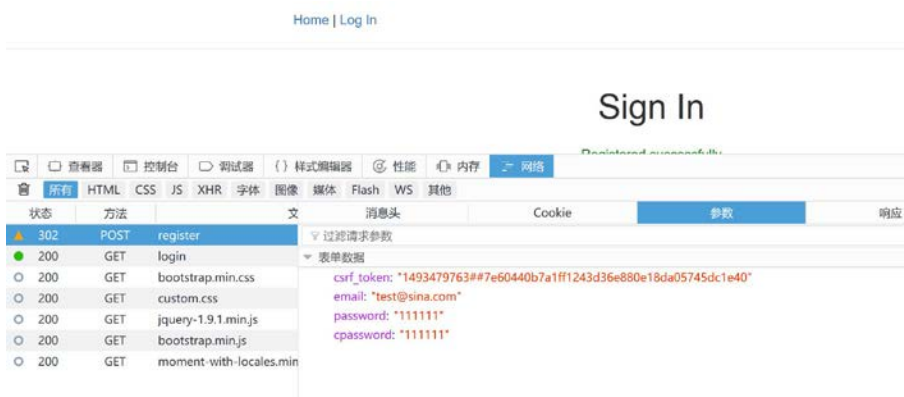 Home | Log In
Sign In
Registered successfully
查看器 控制台 调试器 {} 样式编辑器 性能 内存 网络
所有 HTML CSS JS XHR 字体 图像 媒体 Flash WS 其他
状态 方法 文 消息头 Cookie 参数 响应
302 POST register 过滤请求参数
200 GET login 表单数据
200 GET bootstrap.min.css csrf_token: "1493479763##7e60440b7a1ff1243d36e880e18da05745dc1e40"
200 GET custom.css email: "test@sina.com"
200 GET jquery-1.9.1.min.js password: "111111"
200 GET bootstrap.min.js cpassword: "111111"
200 GET moment-with-locales.min